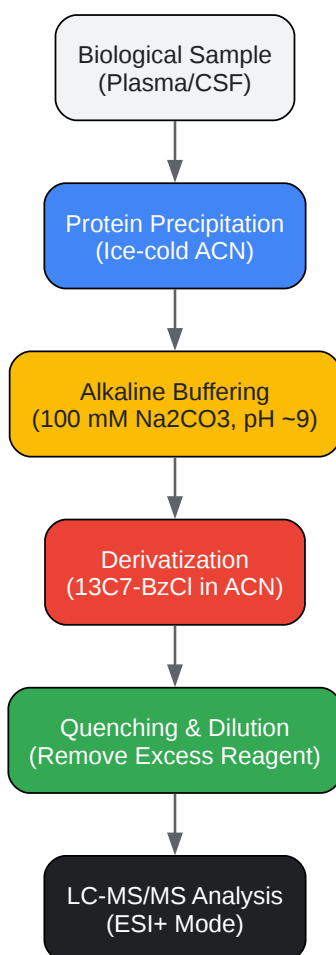 Biological Sample
(Plasma/CSF)
Protein Precipitation
(Ice-cold ACN)
Alkaline Buffering
(100 mM Na2CO3, pH ~9)
Derivatization
(13C7-BzCl in ACN)
Quenching & Dilution
(Remove Excess Reagent)
LC-MS/MS Analysis
(ESI+ Mode)